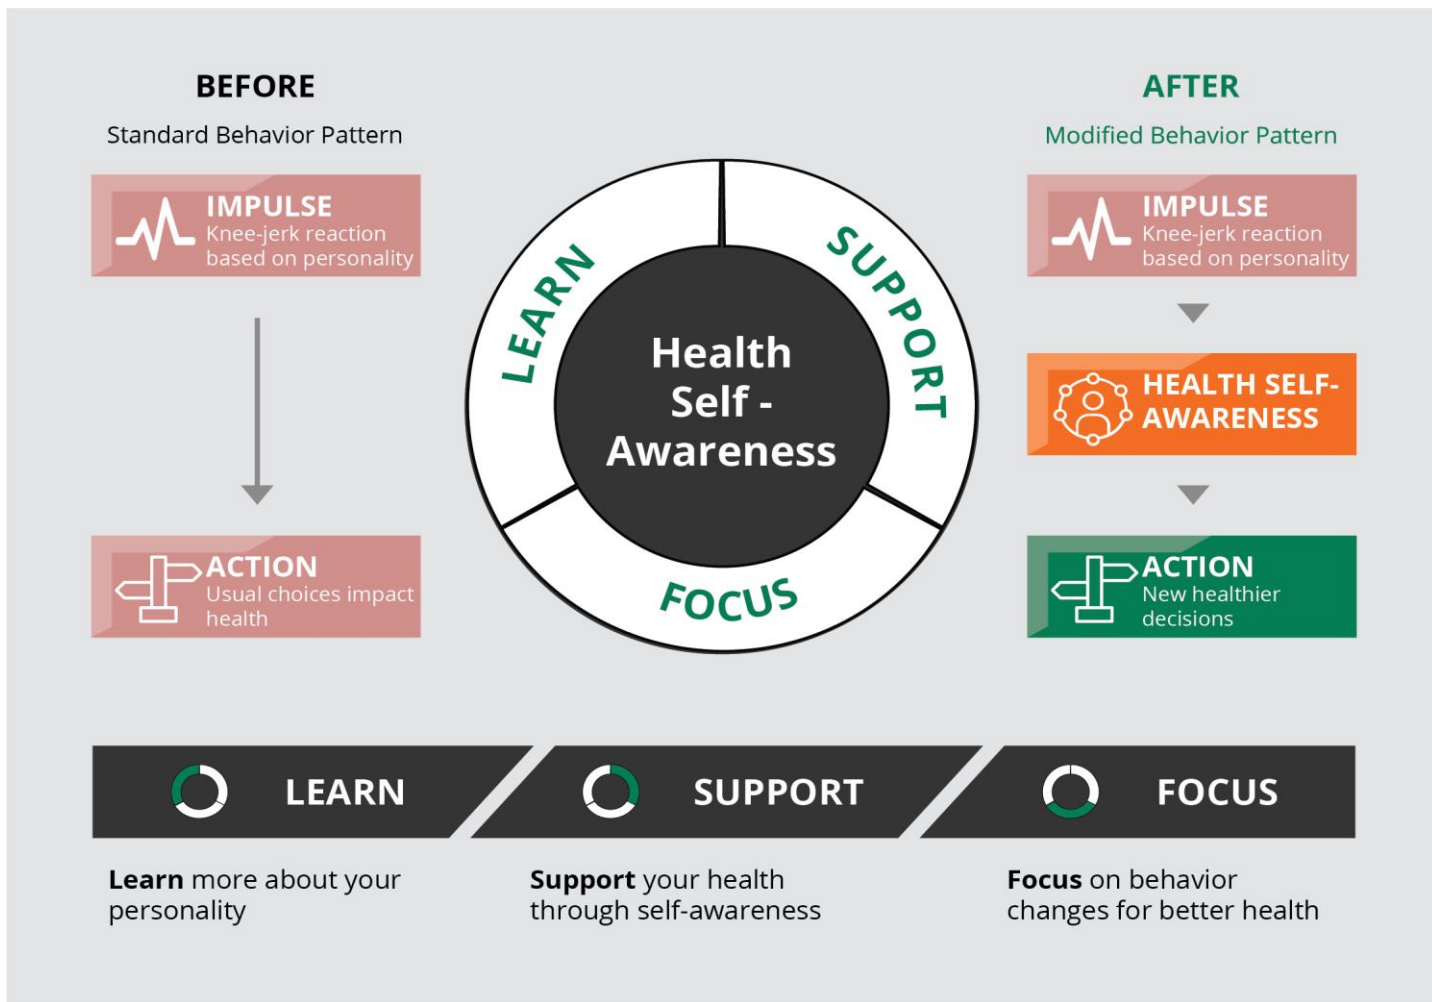 BEFORE
Standard Behavior Pattern
IMPULSE
Knee-jerk reaction
based on personality
ACTION
Usual choices impact
health
LEARN
SUPPORT
FOCUS
Health
Self -
Awareness
AFTER
Modified Behavior Pattern
IMPULSE
Knee-jerk reaction
based on personality
HEALTH SELF-
AWARENESS
ACTION
New healthier
decisions
LEARN
Learn more about your
personality
SUPPORT
Support your health
through self-awareness
FOCUS
Focus on behavior
changes for better health